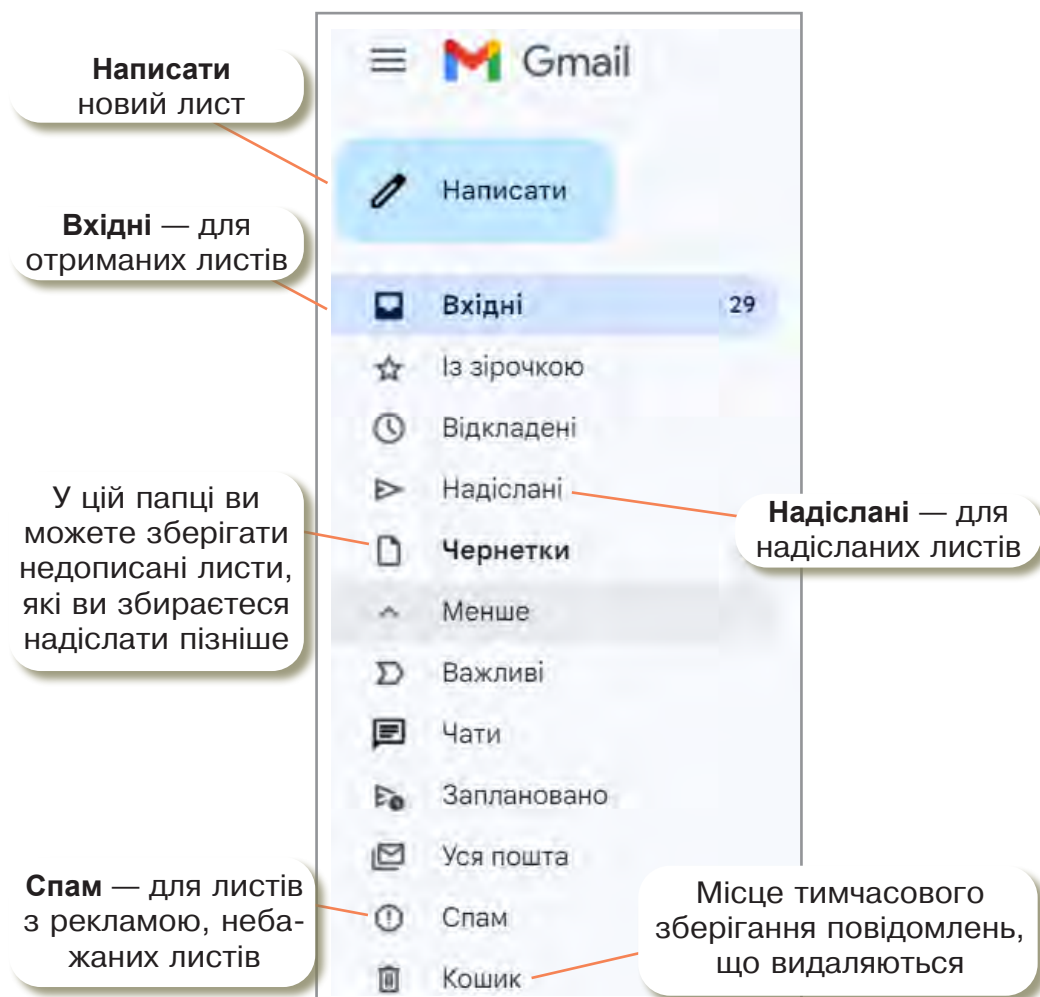 Gmail
Написати
новий лист
Написати
Вхідні — для
отриманих листів
Вхідні 29
Із зірочкою
Відкладені
Надіслані
Надіслані — для
надісланих листів
У цій папці ви
можете зберігати
недописані листи,
які ви збираєтеся
надіслати пізніше
Чернетки
Менше
Важливі
Чати
Заплановано
Уся пошта
Спам — для листів
з рекламою, неба-
жаних листів
Спам
Місце тимчасового
зберігання повідомлень,
що видаляються
Кошик